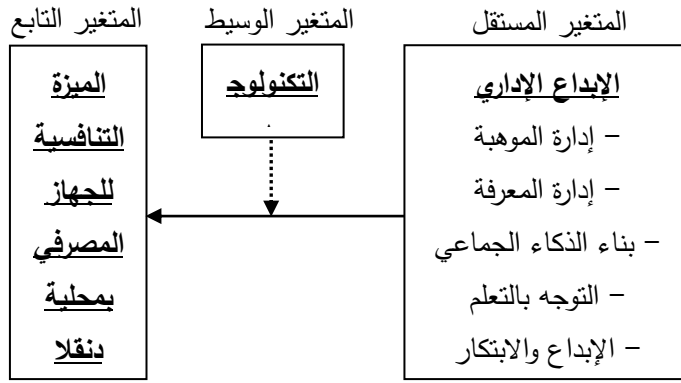 المتغير المستقل
المتغير الوسيط
المتغير التابع
الإبداع الإداري
- إدارة الموهبة
- إدارة المعرفة
- بناء الذكاء الجماعي
- التوجه بالتعلم
- الإبداع والابتكار
التكنولوج
الميزة
التنافسية
للجهاز
المصرفي
بمحلية
دنقلا